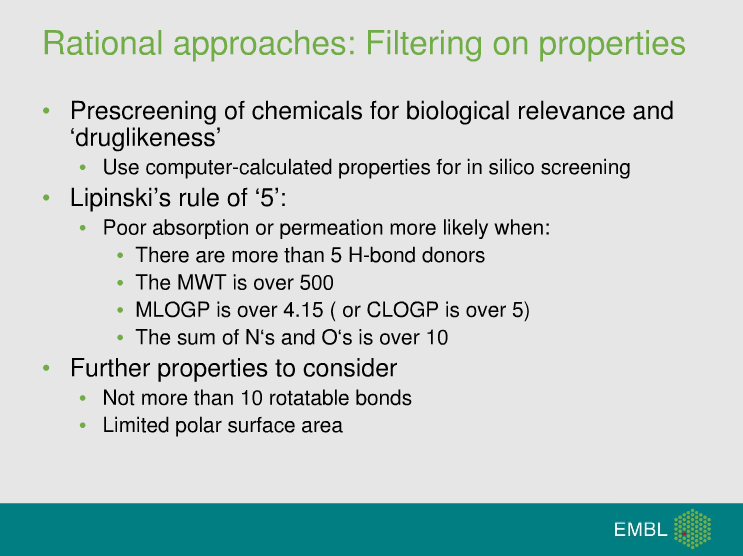 Rational approaches: Filtering on properties
• Prescreening of chemicals for biological relevance and
‘druglikeness’
• Use computer-calculated properties for in silico screening
• Lipinski’s rule of ‘5’:
• Poor absorption or permeation more likely when:
• There are more than 5 H-bond donors
• The MWT is over 500
• MLOGP is over 4.15 ( or CLOGP is over 5)
• The sum of N‘s and O‘s is over 10
• Further properties to consider
• Not more than 10 rotatable bonds
• Limited polar surface area
EMBL